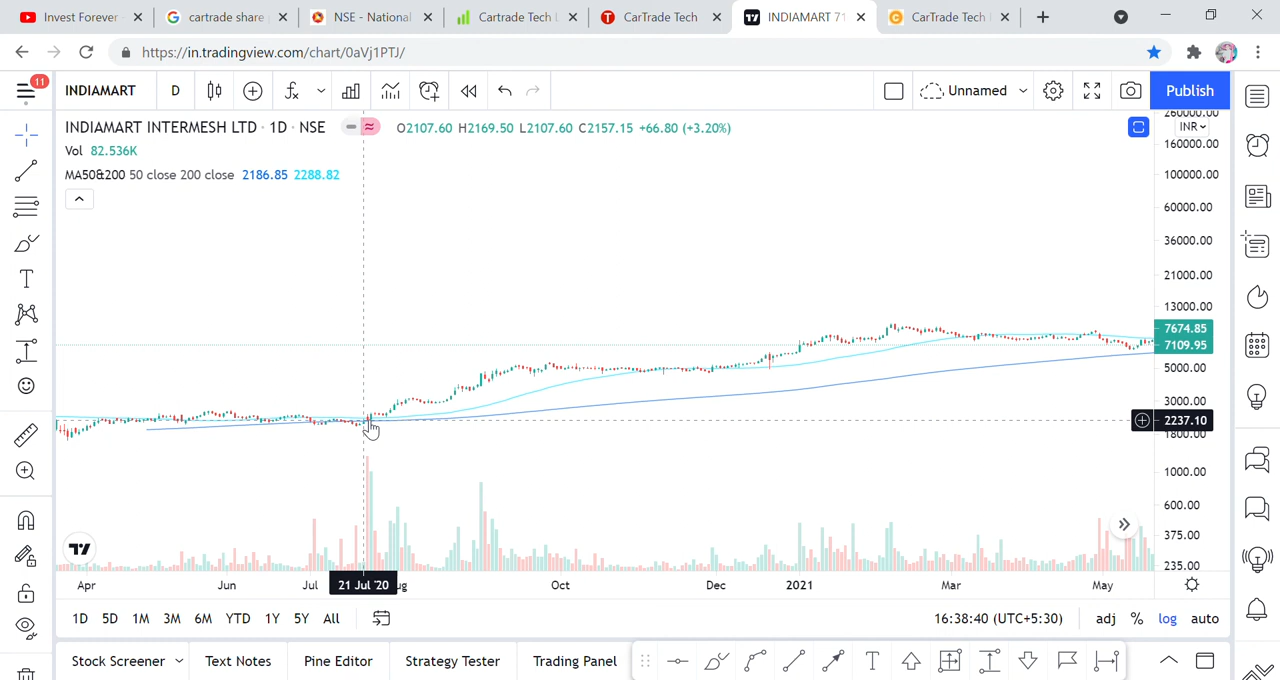 Invest Forever
cartrade share
NSE - National
Cartrade Tech
CarTrade Tech
INDIAMART 71
CarTrade Tech
https://in.tradingview.com/chart/0aVj1PTJ/
11
INDIAMART
D
Unnamed
Publish
INDIAMART INTERMESH LTD · 1D · NSE
O2107.60 H2169.50 L2107.60 C2157.15 +66.80 (+3.20%)
INR
Vol 82.536K
MA50&200 50 close 200 close 2186.85 2288.82
260000.00
160000.00
100000.00
60000.00
36000.00
21000.00
13000.00
7674.85
7109.95
5000.00
3000.00
2237.10
1800.00
1000.00
600.00
375.00
235.00
Apr
Jun
Jul
21 Jul '20
ug
Oct
Dec
2021
Mar
May
1D 5D 1M 3M 6M YTD 1Y 5Y All
16:38:40 (UTC+5:30)
adj % log auto
Stock Screener
Text Notes
Pine Editor
Strategy Tester
Trading Panel